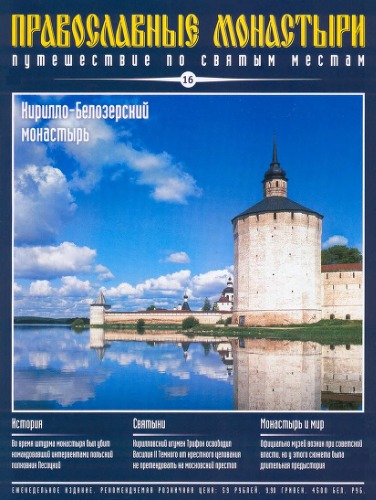 ПРАВОСЛАВНЫЕ МОНАСТЫРИ
путешествие по святым местам
16
Кирилло-Белозерский
монастырь
История
Во время штурма монастыря был убит
командовавший интервентами польский
полковник Песоцкий
Святыни
Кирилловский игумен Трифон освободил
Василия II Темного от крестного целования
не претендовать на московский престол
Монастырь и мир
Официально музей возник при советской
власти, но у этого сюжета была
длительная предыстория
ЕЖЕНЕДЕЛЬНОЕ ИЗДАНИЕ. РЕКОМЕНДУЕМАЯ РОЗНИЧНАЯ ЦЕНА: 59 РУБЛЕЙ, 9,90 ГРИВЕН, 4500 БЕЛ. РУБ.